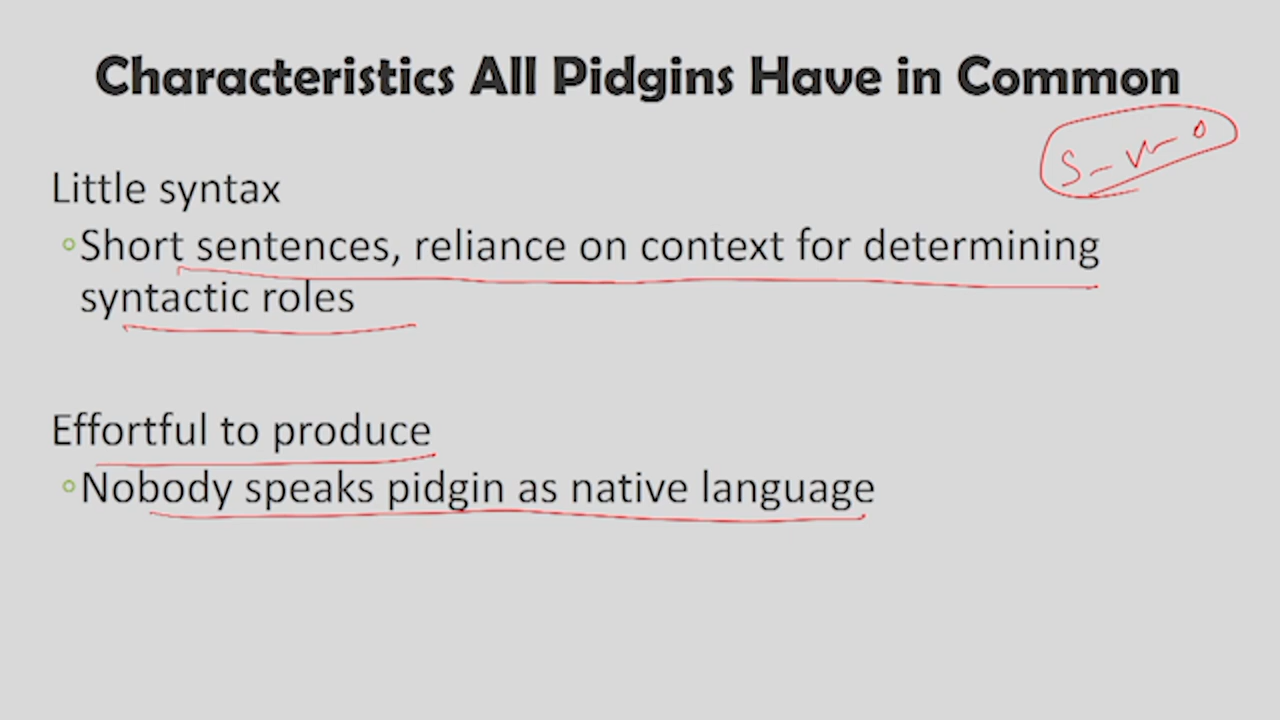 Characteristics All Pidgins Have in Common
S - V - O
Little syntax
Short sentences, reliance on context for determining
syntactic roles
Effortful to produce
Nobody speaks pidgin as native language